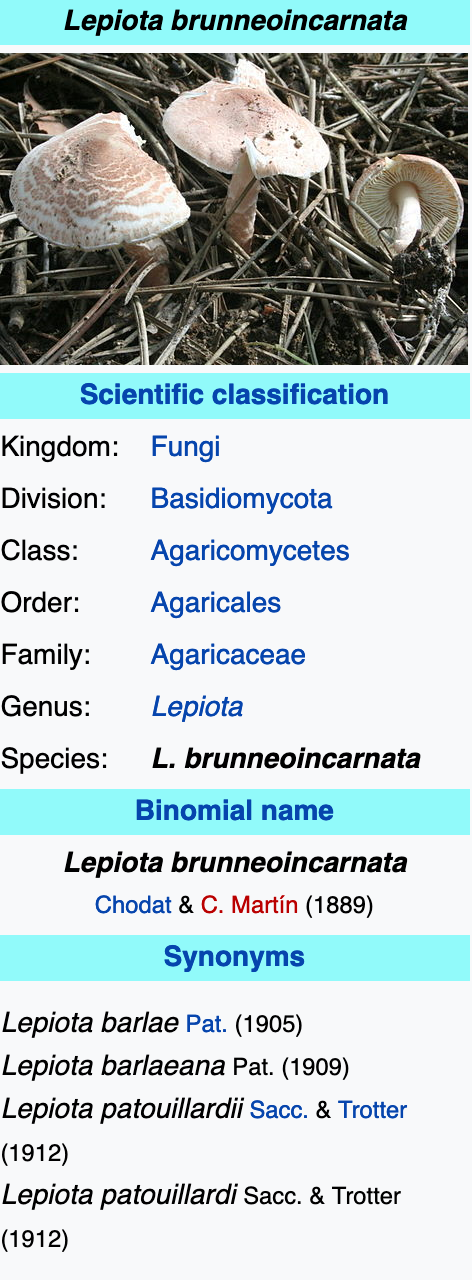 Lepiota brunneoincarnata
Scientific classification
Kingdom: Fungi
Division: Basidiomycota
Class: Agaricomycetes
Order: Agaricales
Family: Agaricaceae
Genus: Lepiota
Species: L. brunneoincarnata
Binomial name
Lepiota brunneoincarnata
Chodat & C. Martín (1889)
Synonyms
Lepiota barlae Pat. (1905)
Lepiota barlaeana Pat. (1909)
Lepiota patouillardii Sacc. & Trotter
(1912)
Lepiota patouillardi Sacc. & Trotter
(1912)